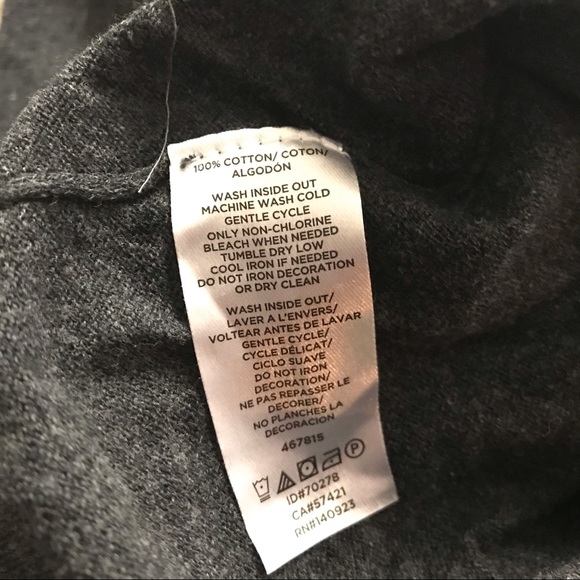 100% COTTON/ COTON/
ALGODÓN
WASH INSIDE OUT
MACHINE WASH COLD
GENTLE CYCLE
ONLY NON-CHLORINE
BLEACH WHEN NEEDED
TUMBLE DRY LOW
COOL IRON IF NEEDED
DO NOT IRON DECORATION
OR DRY CLEAN
WASH INSIDE OUT/
LAVER A L'ENVERS/
VOLTEAR ANTES DE LAVAR
GENTLE CYCLE/
CYCLE DÉLICAT/
CICLO SUAVE
DO NOT IRON
DECORATION/
NE PAS REPASSER LE
DECORER/
NO PLANCHES LA
DECORACION
467815
P
ID#70278
CA#57421
RN#140923